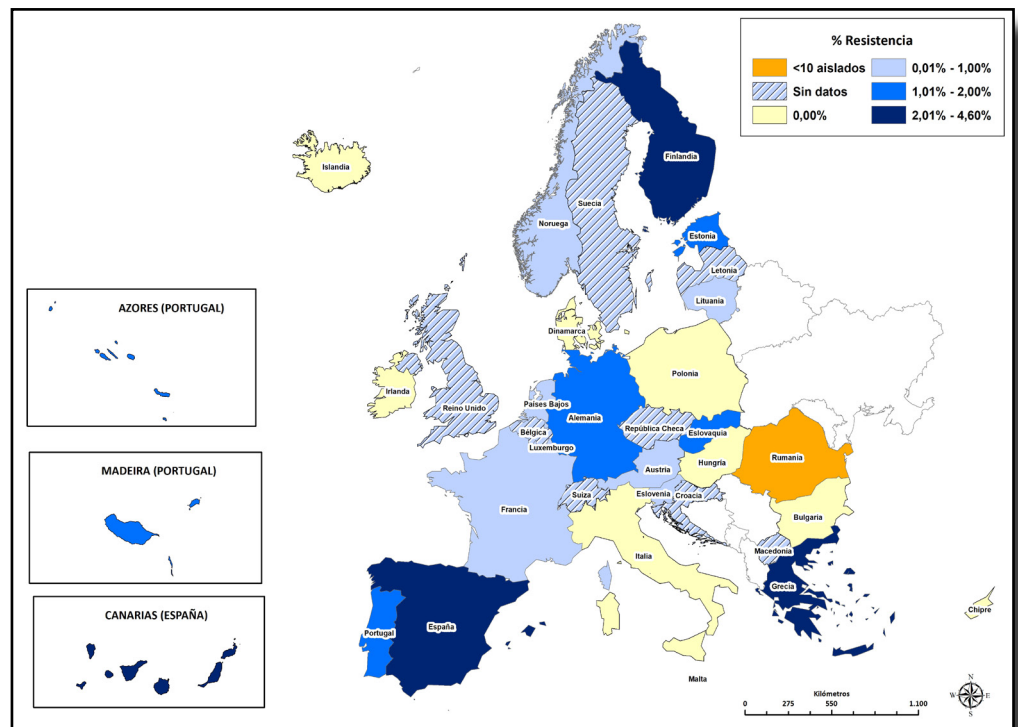 % Resistencia
<10 aislados
0,01% - 1,00%
Sin datos
1,01% - 2,00%
0,00%
2,01% - 4,60%
Islandia
Finlandia
Suecia
Noruega
Estonia
Letonia
Lituania
AZORES (PORTUGAL)
Dinamarca
Irlanda
Polonia
Reino Unido
Países Bajos
Alemania
Bélgica
República Checa
Eslovaquia
Luxemburgo
MADEIRA (PORTUGAL)
Hungría
Rumania
Austria
Suiza
Eslovenia
Croacia
Francia
Bulgaria
Macedonia
Italia
Grecia
CANARIAS (ESPAÑA)
Chipre
Portugal
España
Malta
Kilómetros
0 275 550 1.100
N
W E
S